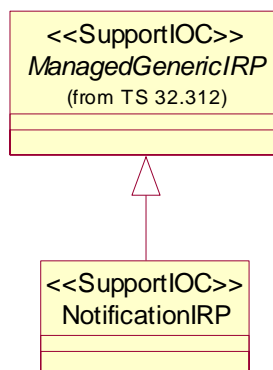 <<SupportIOC>>
ManagedGenericIRP
(from TS 32.312)
<<SupportIOC>>
NotificationIRP